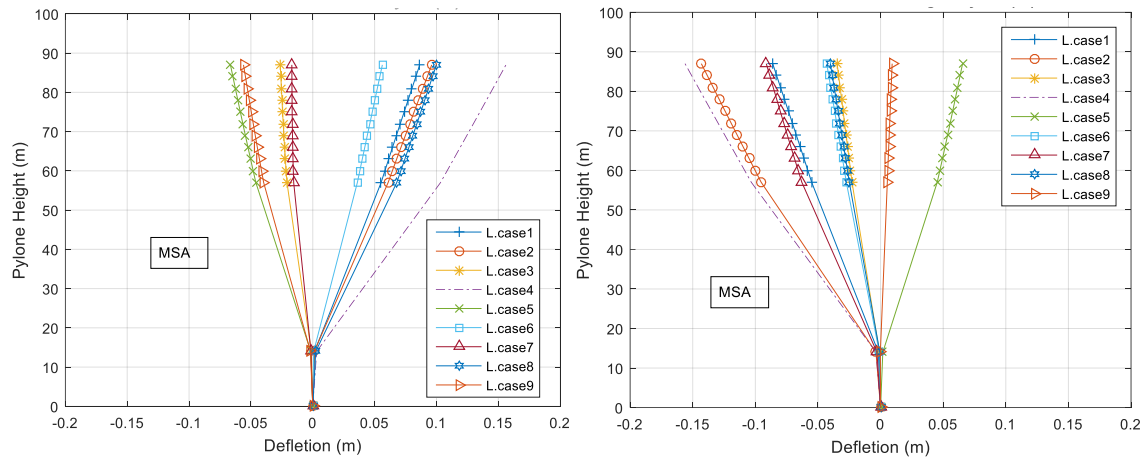 100
90
80
70
60
50
40
30
20
10
0
-0.2
-0.15
-0.1
-0.05
0
0.05
0.1
0.15
0.2
Pylone Height (m)
Defletion (m)
MSA
L.case1
L.case2
L.case3
L.case4
L.case5
L.case6
L.case7
L.case8
L.case9
100
90
80
70
60
50
40
30
20
10
0
-0.2
-0.15
-0.1
-0.05
0
0.05
0.1
0.15
0.2
Pylone Height (m)
Defletion (m)
MSA
L.case1
L.case2
L.case3
L.case4
L.case5
L.case6
L.case7
L.case8
L.case9